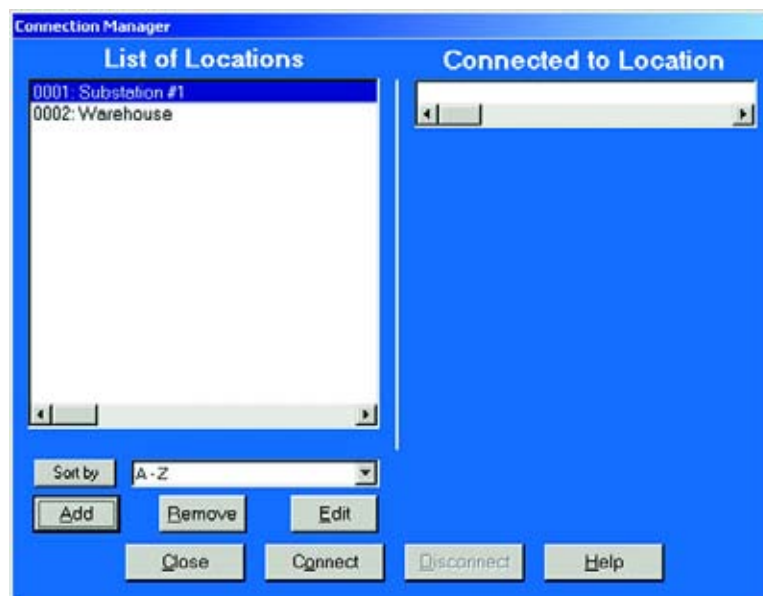 Connection Manager
List of Locations
Connected to Location
0001: Substation #1
0002: Warehouse
Sort by
A - Z
Add
Remove
Edit
Close
Connect
Disconnect
Help